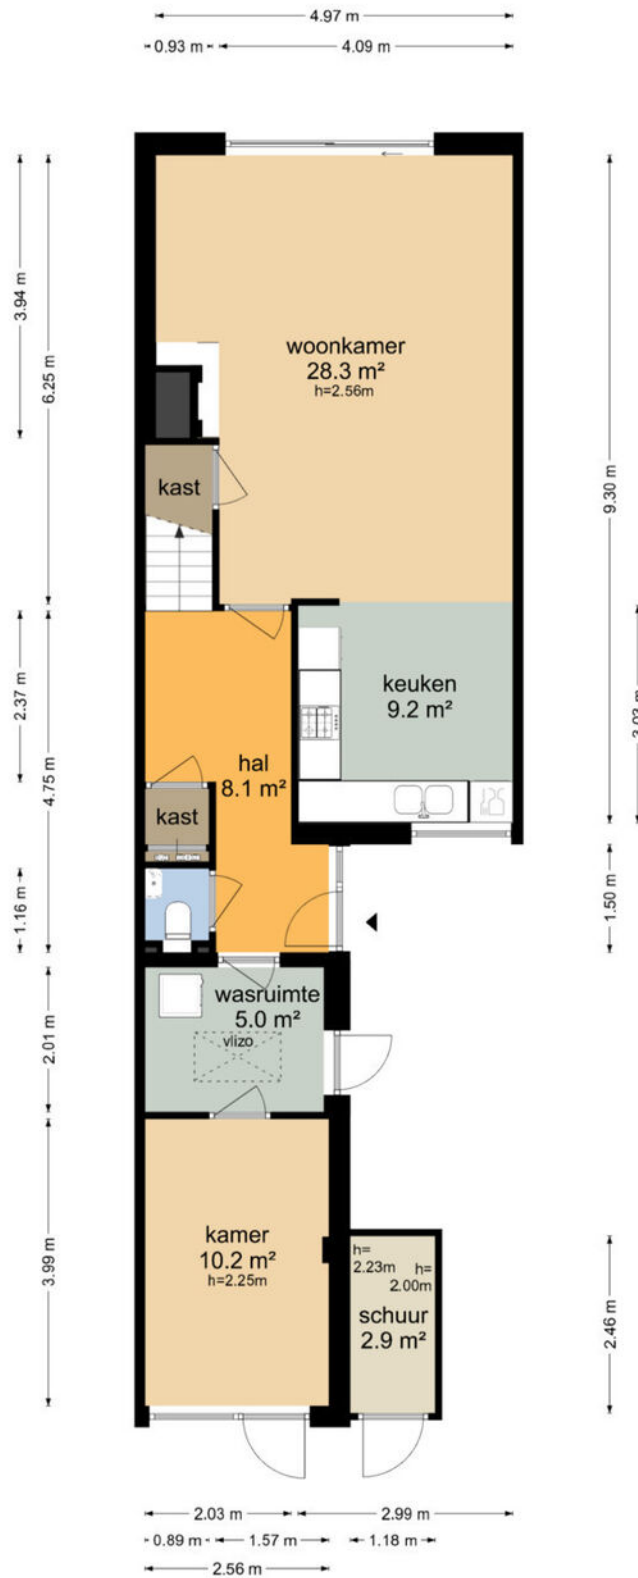 4.97 m
0.93 m
4.09 m
3.94 m
6.25 m
9.30 m
woonkamer
28.3 m²
h=2.56m
kast
2.37 m
4.75 m
3.03 m
keuken
9.2 m²
hal
8.1 m²
kast
1.16 m
1.50 m
wasruimte
5.0 m²
vlizo
2.01 m
kamer
10.2 m²
h=2.25m
3.99 m
h=
2.23m
h=
2.00m
schuur
2.9 m²
2.46 m
2.03 m
2.99 m
0.89 m
1.57 m
1.18 m
2.56 m